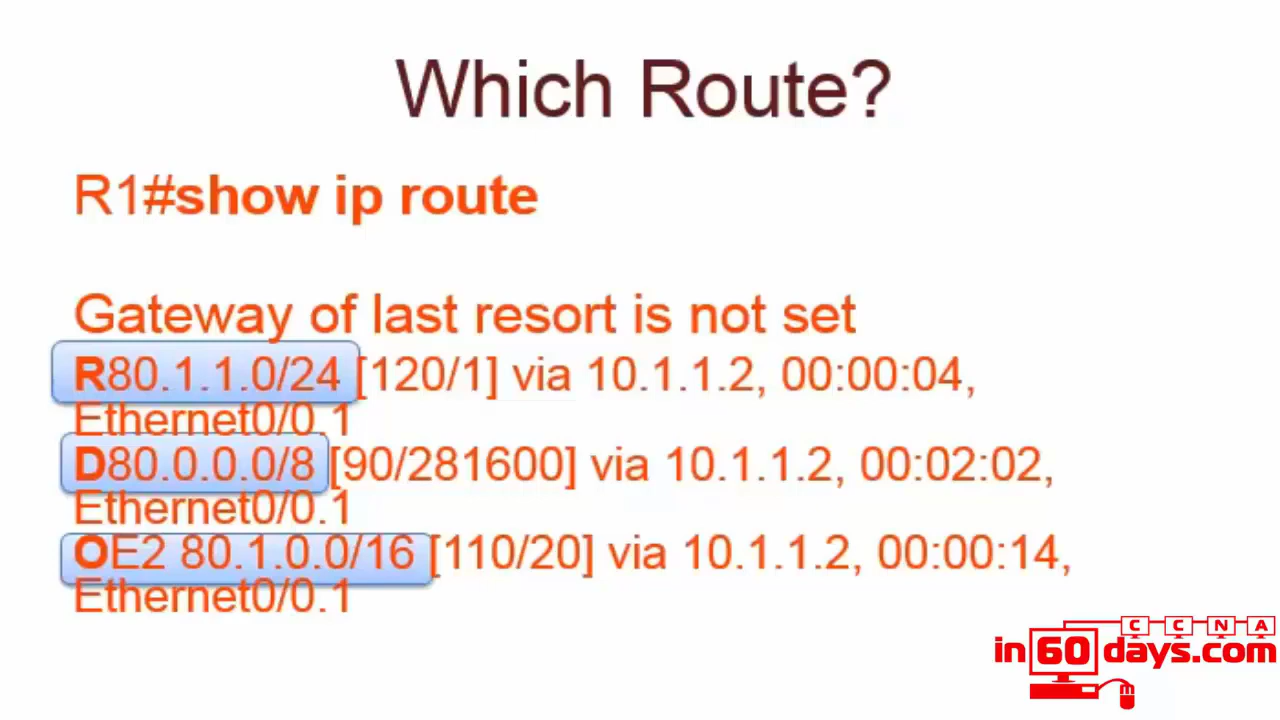 Which Route?
R1#show ip route
Gateway of last resort is not set
R80.1.1.0/24 [120/1] via 10.1.1.2, 00:00:04,
Ethernet0/0.1
D80.0.0.0/8 [90/281600] via 10.1.1.2, 00:02:02,
Ethernet0/0.1
OE2 80.1.0.0/16 [110/20] via 10.1.1.2, 00:00:14,
Ethernet0/0.1
C C N A
in 60 days.com